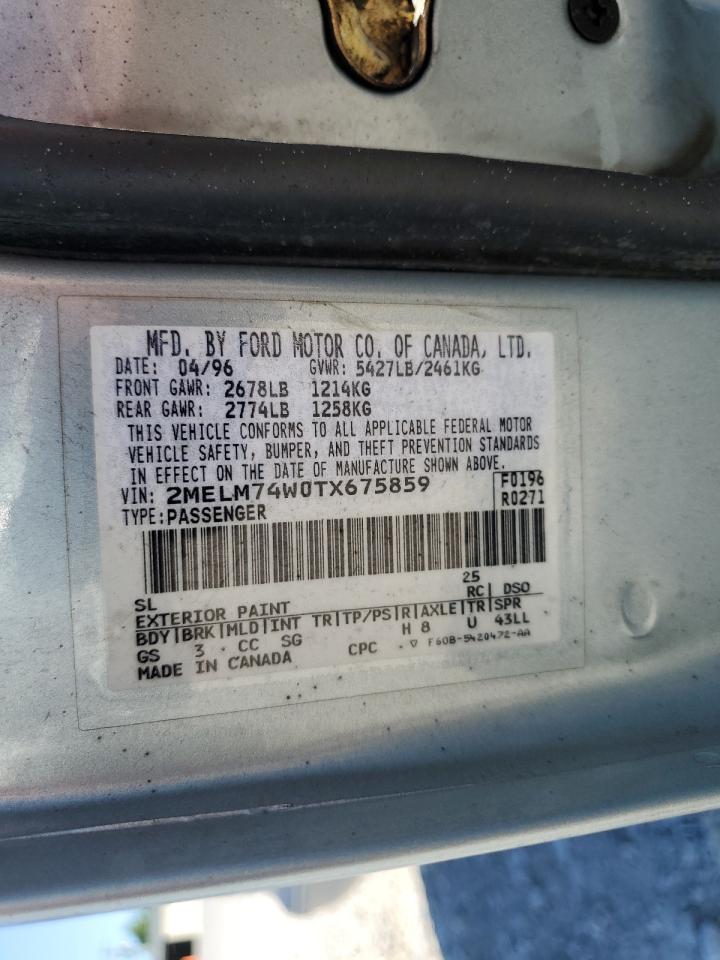 MFD. BY FORD MOTOR CO. OF CANADA, LTD.
DATE: 04/96 GVWR: 5427LB/2461KG
FRONT GAWR: 2678LB 1214KG
REAR GAWR: 2774LB 1258KG
THIS VEHICLE CONFORMS TO ALL APPLICABLE FEDERAL MOTOR
VEHICLE SAFETY, BUMPER, AND THEFT PREVENTION STANDARDS
IN EFFECT ON THE DATE OF MANUFACTURE SHOWN ABOVE.
VIN: 2MELM74W0TX675859 F0196
TYPE: PASSENGER R0271
SL 25
EXTERIOR PAINT RC| DSO
BDY|BRK|MLD|INT TR|TP/PS|R|AXLE|TR|SPR
GS 3 CC SG H 8 U 43LL
MADE IN CANADA CPC F60B-5420472-AA